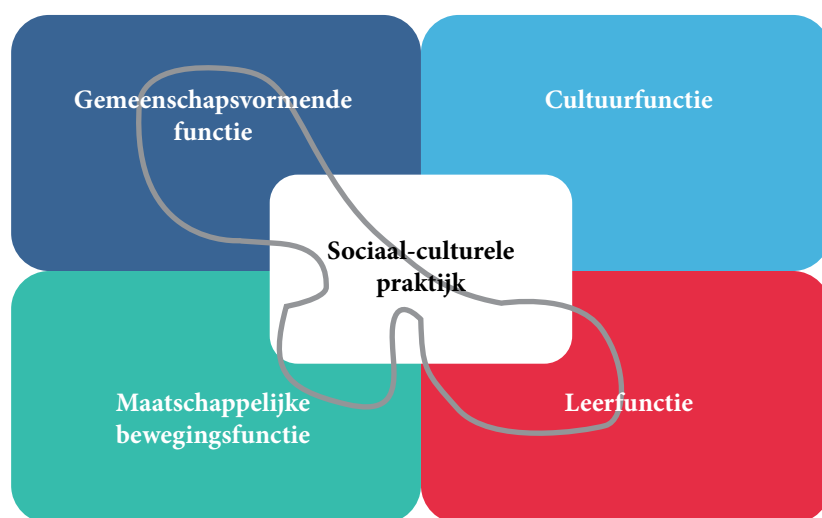 Gemeenschapsvormende
functie
Cultuurfunctie
Sociaal-culturele
praktijk
Maatschappelijke
bewegingsfunctie
Leerfunctie